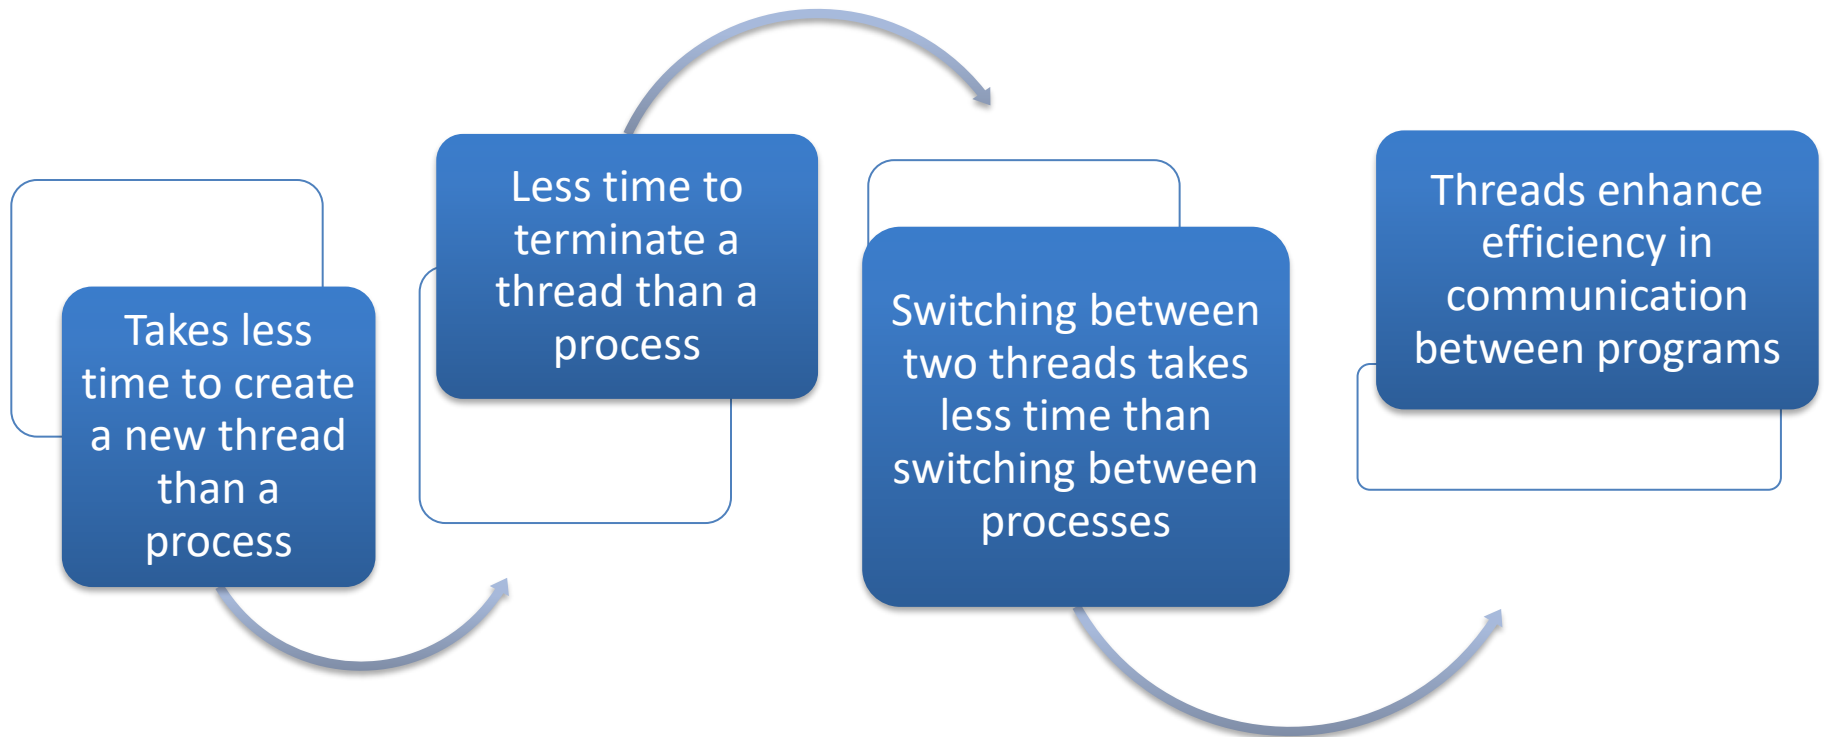 Takes less
time to create
a new thread
than a
process
Less time to
terminate a
thread than a
process
Switching between
two threads takes
less time than
switching between
processes
Threads enhance
efficiency in
communication
between programs